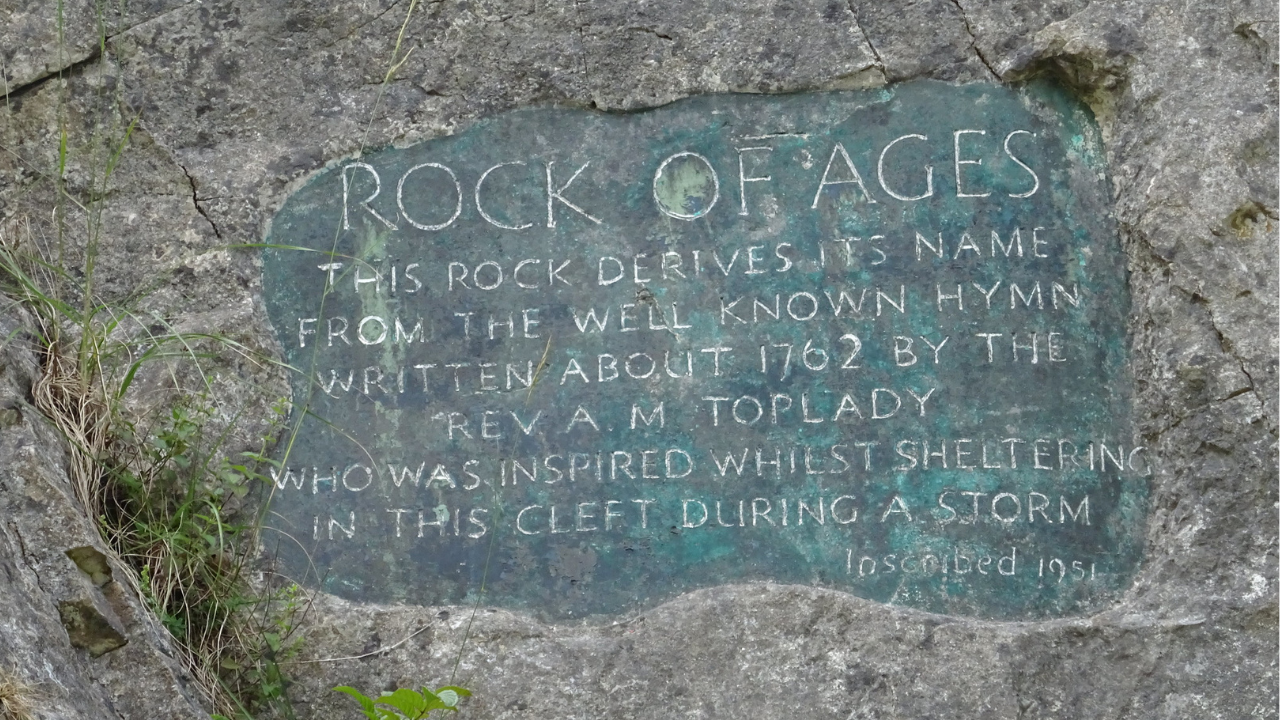 ROCK OF AGES
THIS ROCK DERIVES ITS NAME
FROM THE WELL KNOWN HYMN
WRITTEN ABOUT 1762 BY THE
REV A M TOPLADY
WHO WAS INSPIRED WHILST SHELTERING
IN THIS CLEFT DURING A STORM
Inscribed 1951